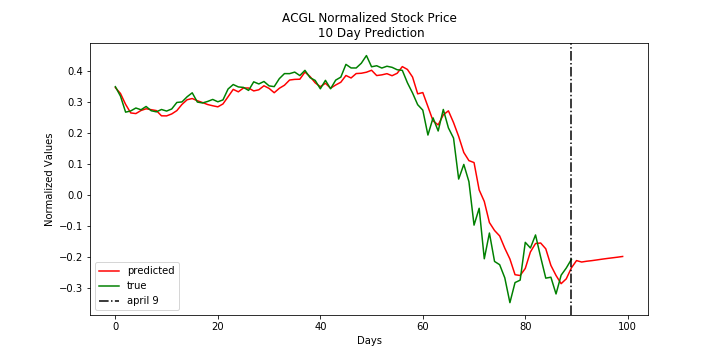 ACGL Normalized Stock Price
10 Day Prediction
Normalized Values
0.4
0.3
0.2
0.1
0.0
−0.1
−0.2
−0.3
predicted
true
april 9
0
20
40
60
80
100
Days